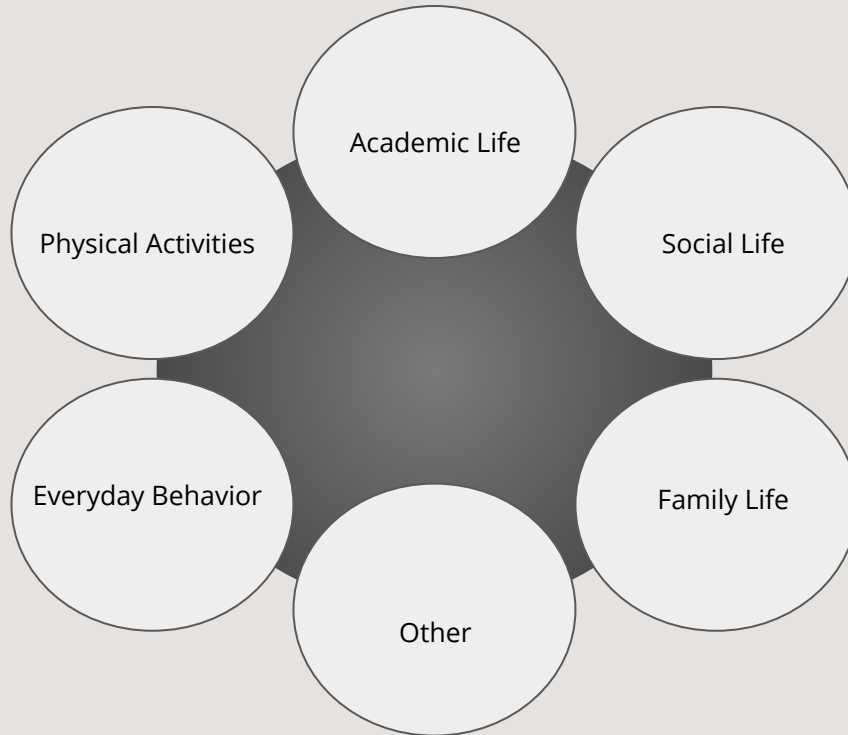 Academic Life
Physical Activities
Social Life
Everyday Behavior
Family Life
Other